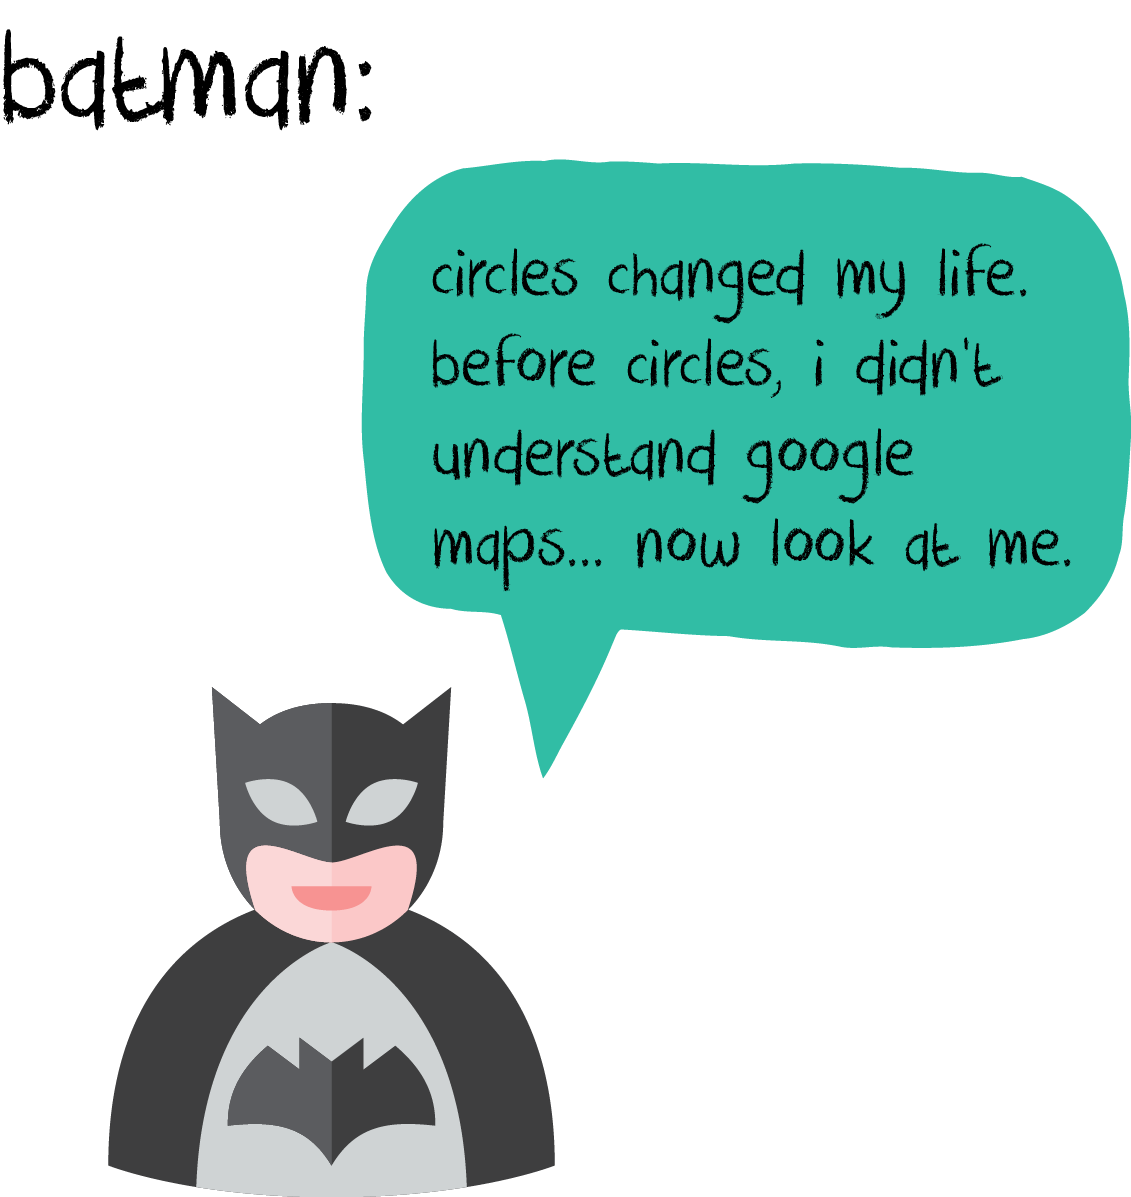 batman:
circles changed my life.
before circles, i didn't
understand google
maps... now look at me.